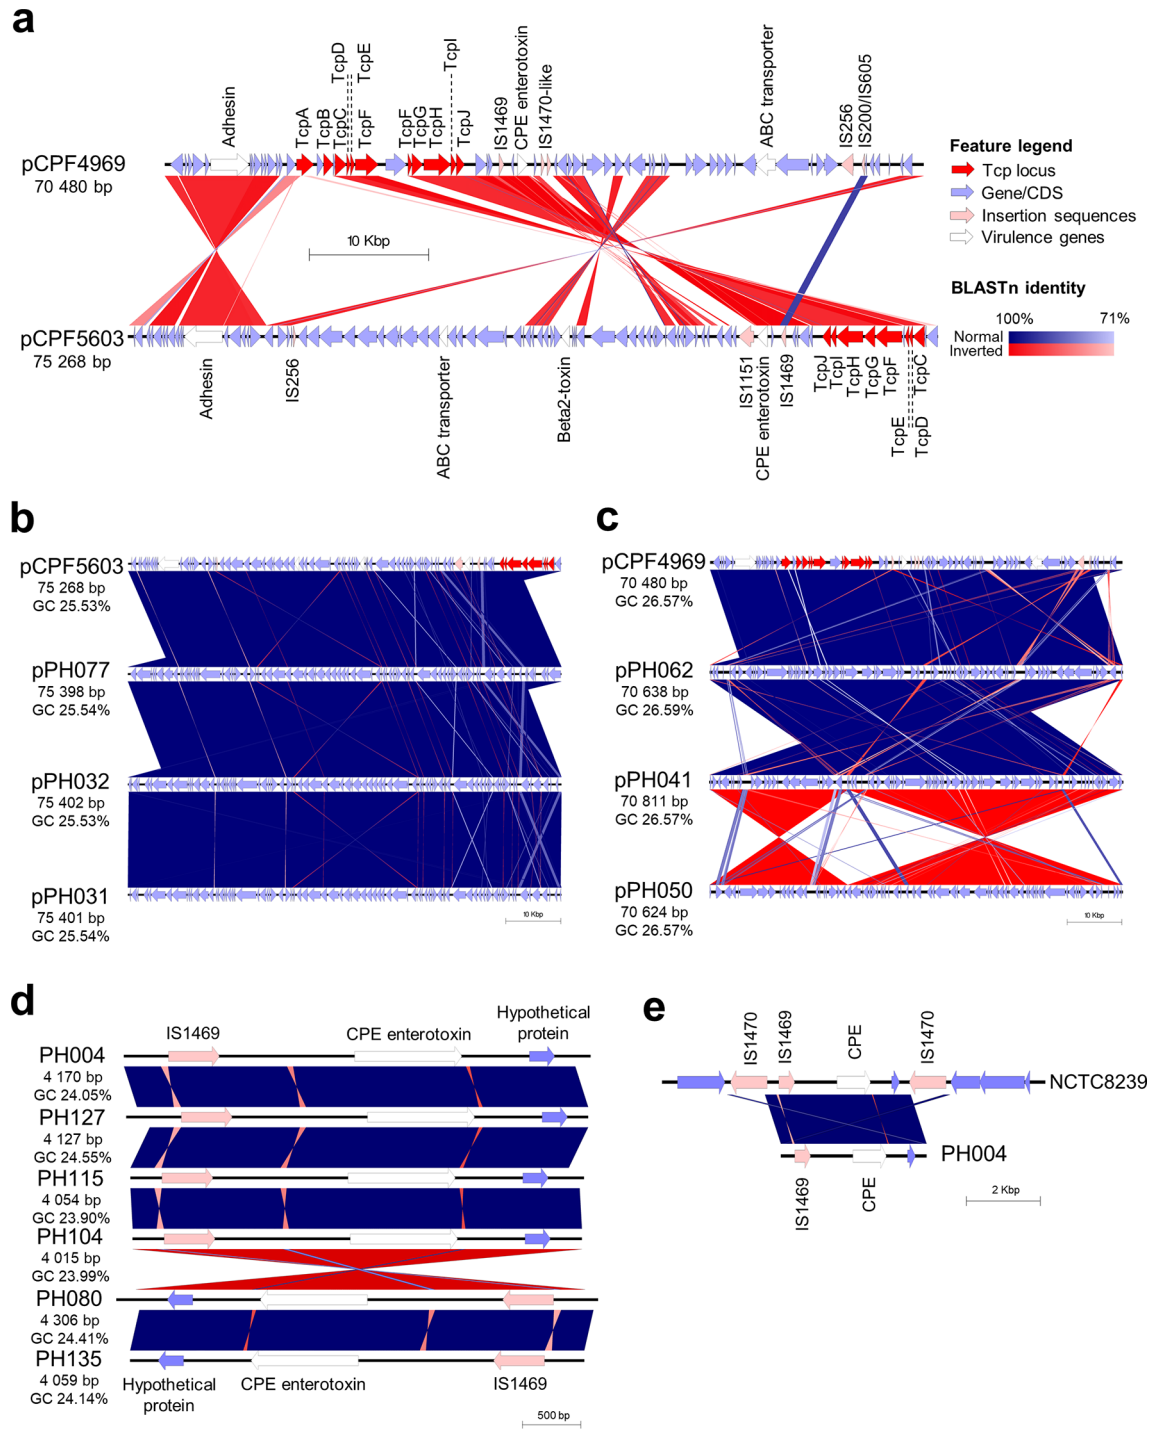 a
Adhesin
TcpA
TcpB
TcpC
TcpD
TcpE
TcpF
TcpF
TcpG
TcpH
TcpI
TcpJ
IS1469
CPE enterotoxin
IS1470-like
ABC transporter
IS256
IS200/IS605
pCPF4969
70 480 bp
10 Kbp
pCPF5603
75 268 bp
Adhesin
IS256
ABC transporter
Beta2-toxin
IS1151
CPE enterotoxin
IS1469
TcpJ
TcpI
TcpH
TcpG
TcpF
TcpE
TcpD
TcpC
Feature legend
Tcp locus
Gene/CDS
Insertion sequences
Virulence genes
BLASTn identity
100% 71%
Normal
Inverted
b
pCPF5603
75 268 bp
GC 25.53%
pPH077
75 398 bp
GC 25.54%
pPH032
75 402 bp
GC 25.53%
pPH031
75 401 bp
GC 25.54%
10 Kbp
c
pCPF4969
70 480 bp
GC 26.57%
pPH062
70 638 bp
GC 26.59%
pPH041
70 811 bp
GC 26.57%
pPH050
70 624 bp
GC 26.57%
10 Kbp
d
IS1469
CPE enterotoxin
Hypothetical
protein
PH004
4 170 bp
GC 24.05%
PH127
4 127 bp
GC 24.55%
PH115
4 054 bp
GC 23.90%
PH104
4 015 bp
GC 23.99%
PH080
4 306 bp
GC 24.41%
PH135
4 059 bp
GC 24.14%
Hypothetical
protein
CPE enterotoxin
IS1469
500 bp
e
IS1470
IS1469
CPE
IS1470
NCTC8239
PH004
IS1469
CPE
2 Kbp